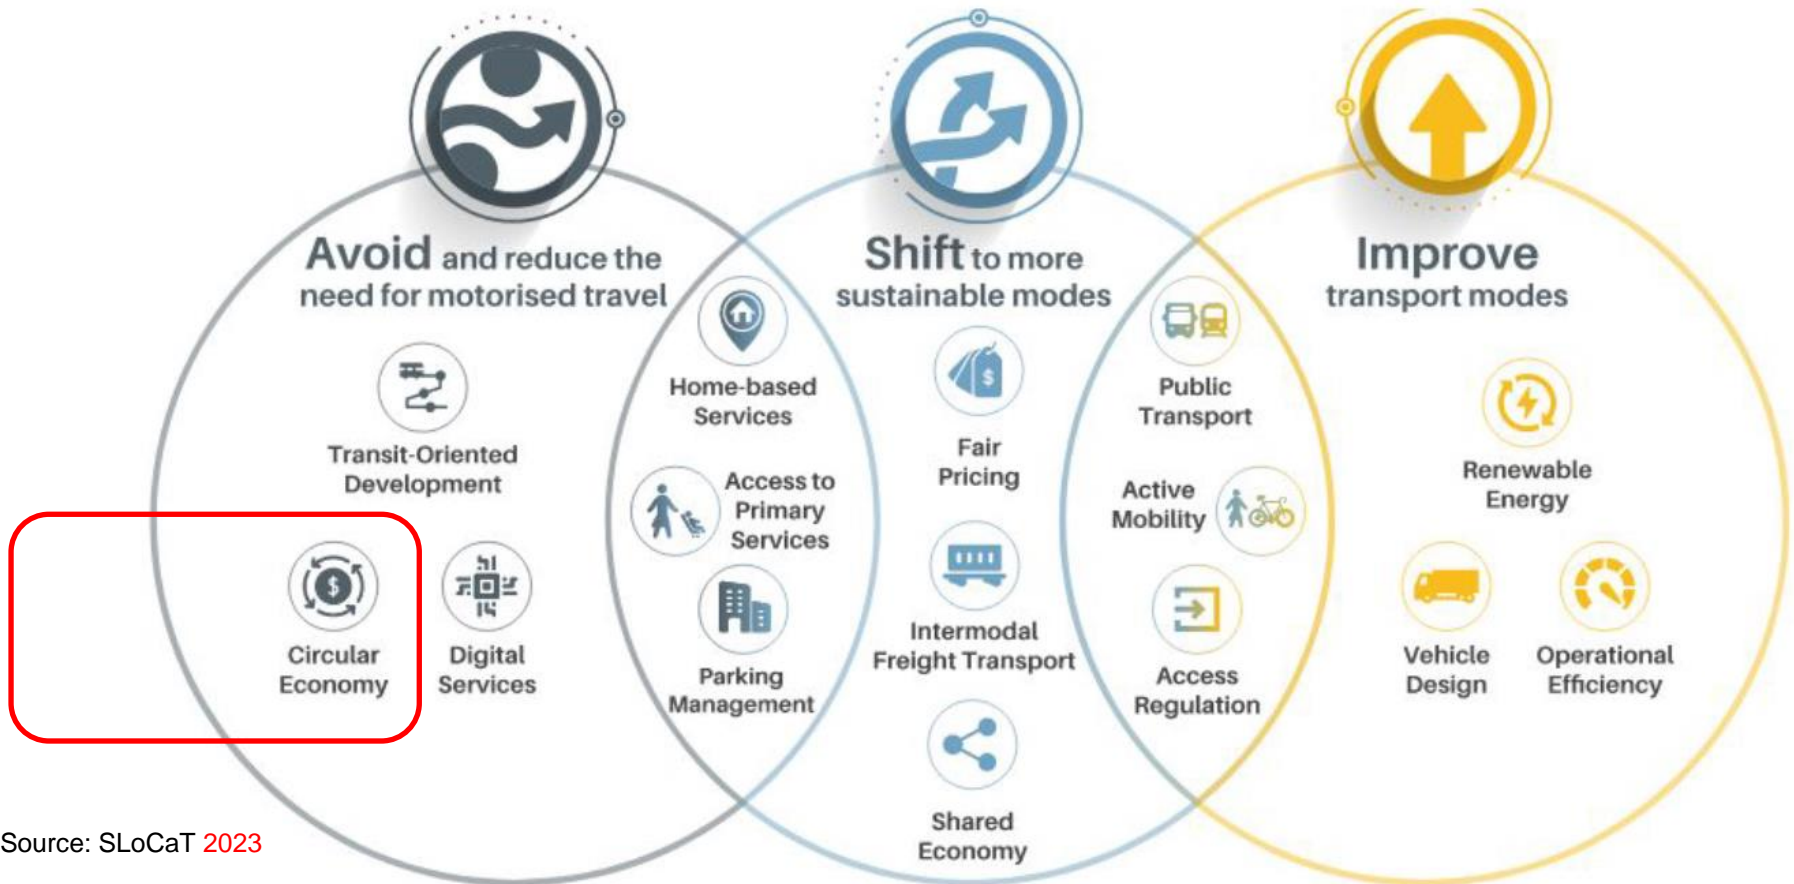 Avoid and reduce the
need for motorised travel
Transit-Oriented
Development
$
Circular
Economy
Digital
Services
Home-based
Services
Access to
Primary
Services
Parking
Management
Shift to more
sustainable modes
$
Fair
Pricing
Intermodal
Freight Transport
Shared
Economy
Public
Transport
Active
Mobility
Access
Regulation
Improve
transport modes
Renewable
Energy
Vehicle
Design
Operational
Efficiency
Source: SLoCaT 2023